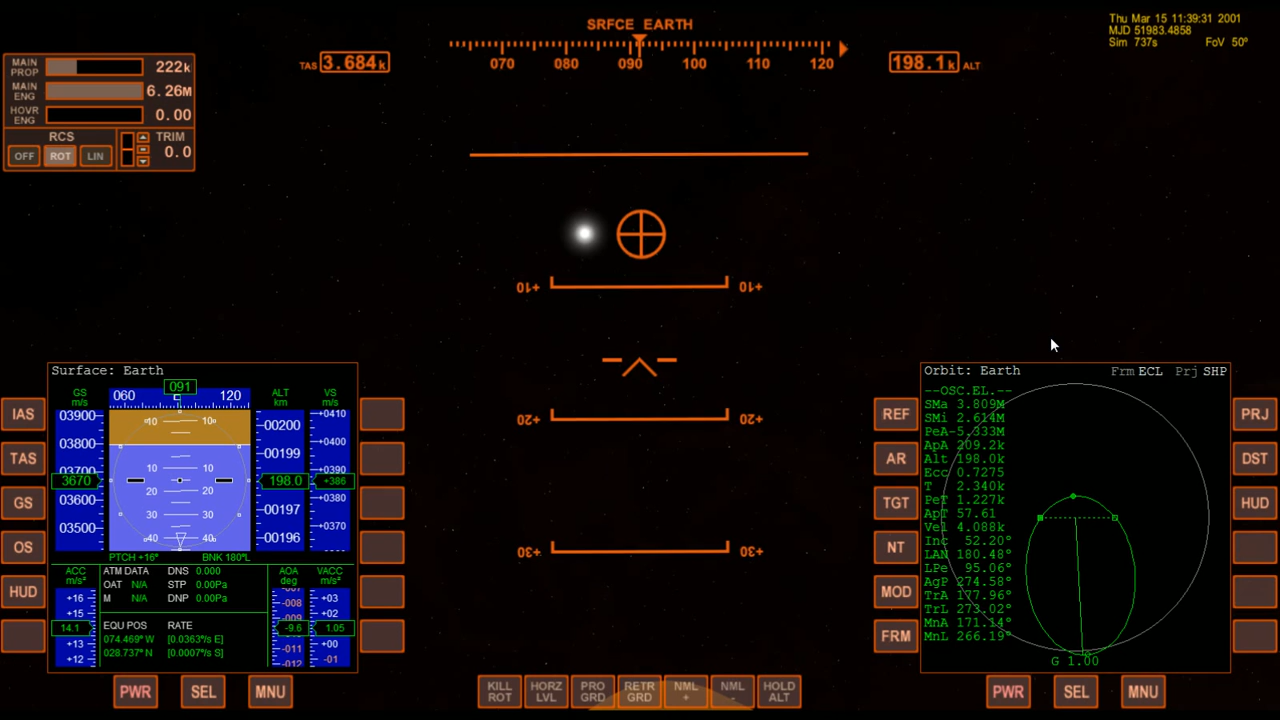 SRFCE EARTH
Thu Mar 15 11:39:31 2001
MJD 51983.4858
Sim 737s FoV 50°
MAIN PROP 222k
MAIN ENG 6.26M
HOVR ENG 0.00
RCS TRIM
OFF ROT LIN 0.0
TAS 3.684k
070 080 090 100 110 120
198.1k ALT
10+ 10+
20+ 20+
30+ 30+
Surface: Earth
GS m/s 060 091 120 ALT km VS m/s
03900 10 10 00200 +0410
03800 00199 +0400
03700 +0390
3670 10 10 198.0 +386
03600 20 20 +0380
00197
03500 30 30 +0370
40 40 00196
PTCH +16° BNK 180°L
ACC m/s² ATM DATA DNS 0.000 AOA deg VACC m/s²
OAT N/A STP 0.00Pa
M N/A DNP 0.00Pa
+16 -008 +03
+15 -009 +02
14.1 EQU POS RATE -9.6 1.05
+13 074.469° W [0.0363°/s E] -011 +00
+12 028.737° N [0.0007°/s S] -012 -01
IAS
TAS
GS
OS
HUD
PWR SEL MNU
KILL ROT HORZ LVL PRO GRD RETR GRD NML + NML - HOLD ALT
Orbit: Earth Frm ECL Prj SHP
--OSC.EL.--
SMa 3.809M
SMi 2.614M
PeA-5.333M
ApA 209.2k
Alt 198.0k
Ecc 0.7275
T 2.340k
PeT 1.227k
ApT 57.61
Vel 4.088k
Inc 52.20°
LAN 180.48°
LPe 95.06°
AgP 274.58°
TrA 177.96°
TrL 273.02°
MnA 171.14°
MnL 266.19°
G 1.00
REF
AR
TGT
NT
MOD
FRM
PRJ
DST
HUD
PWR SEL MNU